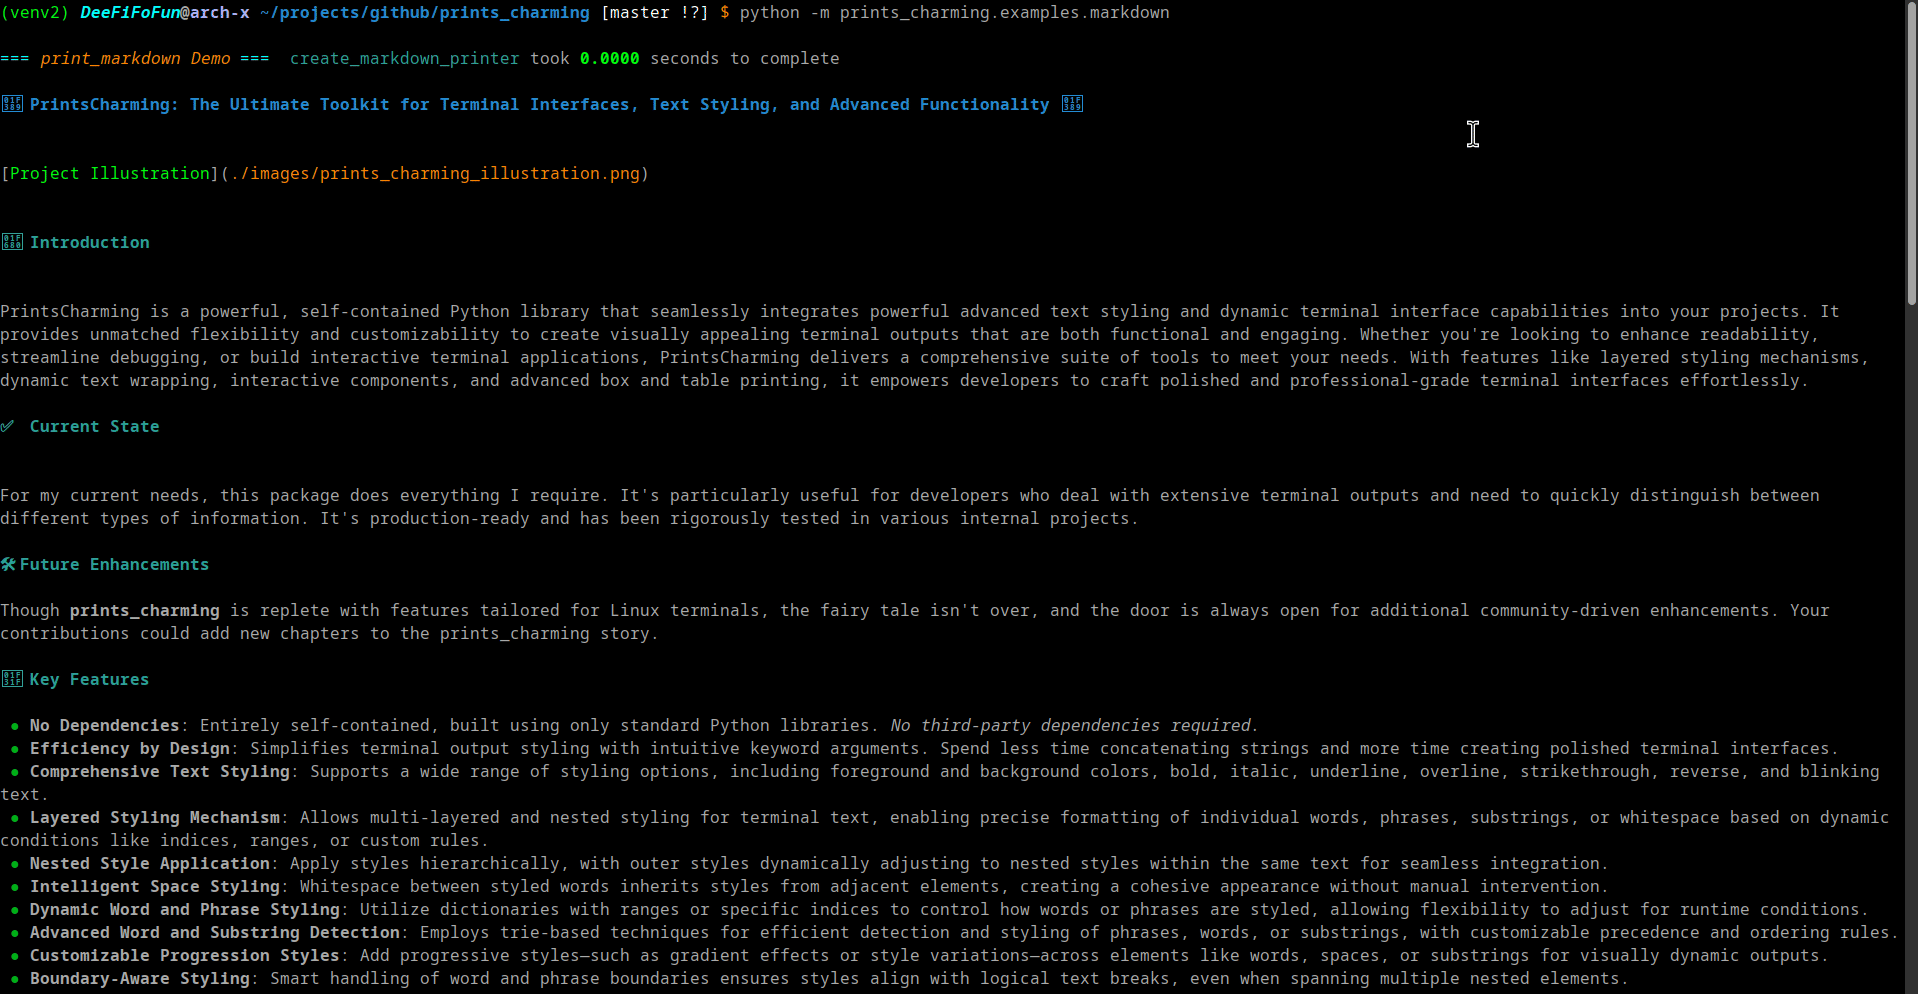 (venv2) DeeFiFoFun@arch-x ~/projects/github/prints_charming [master !?] $ python -m prints_charming.examples.markdown
=== print_markdown Demo ===  create_markdown_printer took 0.0000 seconds to complete
01F389 PrintsCharming: The Ultimate Toolkit for Terminal Interfaces, Text Styling, and Advanced Functionality 01F389
[Project Illustration](./images/prints_charming_illustration.png)
01F680 Introduction
PrintsCharming is a powerful, self-contained Python library that seamlessly integrates powerful advanced text styling and dynamic terminal interface capabilities into your projects. It
provides unmatched flexibility and customizability to create visually appealing terminal outputs that are both functional and engaging. Whether you're looking to enhance readability,
streamline debugging, or build interactive terminal applications, PrintsCharming delivers a comprehensive suite of tools to meet your needs. With features like layered styling mechanisms,
dynamic text wrapping, interactive components, and advanced box and table printing, it empowers developers to craft polished and professional-grade terminal interfaces effortlessly.
✅ Current State
For my current needs, this package does everything I require. It's particularly useful for developers who deal with extensive terminal outputs and need to quickly distinguish between
different types of information. It's production-ready and has been rigorously tested in various internal projects.
🛠 Future Enhancements
Though prints_charming is replete with features tailored for Linux terminals, the fairy tale isn't over, and the door is always open for additional community-driven enhancements. Your
contributions could add new chapters to the prints_charming story.
01F31F Key Features
● No Dependencies: Entirely self-contained, built using only standard Python libraries. No third-party dependencies required.
● Efficiency by Design: Simplifies terminal output styling with intuitive keyword arguments. Spend less time concatenating strings and more time creating polished terminal interfaces.
● Comprehensive Text Styling: Supports a wide range of styling options, including foreground and background colors, bold, italic, underline, overline, strikethrough, reverse, and blinking
text.
● Layered Styling Mechanism: Allows multi-layered and nested styling for terminal text, enabling precise formatting of individual words, phrases, substrings, or whitespace based on dynamic
conditions like indices, ranges, or custom rules.
● Nested Style Application: Apply styles hierarchically, with outer styles dynamically adjusting to nested styles within the same text for seamless integration.
● Intelligent Space Styling: Whitespace between styled words inherits styles from adjacent elements, creating a cohesive appearance without manual intervention.
● Dynamic Word and Phrase Styling: Utilize dictionaries with ranges or specific indices to control how words or phrases are styled, allowing flexibility to adjust for runtime conditions.
● Advanced Word and Substring Detection: Employs trie-based techniques for efficient detection and styling of phrases, words, or substrings, with customizable precedence and ordering rules.
● Customizable Progression Styles: Add progressive styles—such as gradient effects or style variations—across elements like words, spaces, or substrings for visually dynamic outputs.
● Boundary-Aware Styling: Smart handling of word and phrase boundaries ensures styles align with logical text breaks, even when spanning multiple nested elements.